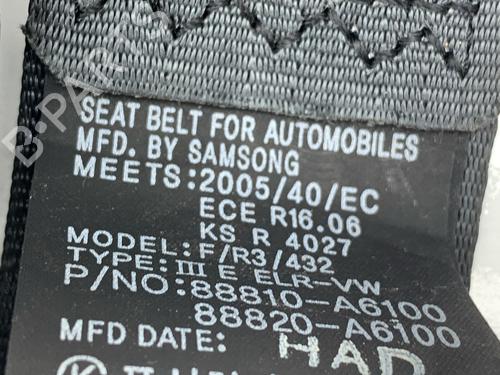 SEAT BELT FOR AUTOMOBILES
MFD. BY SAMSONG
MEETS:2005/40/EC
ECE R16.06
KS R 4027
MODEL: F/R3/432
TYPE: III E ELR-VW
P/NO: 88810-A6100
88820-A6100
MFD DATE: HAD
B-PARTS